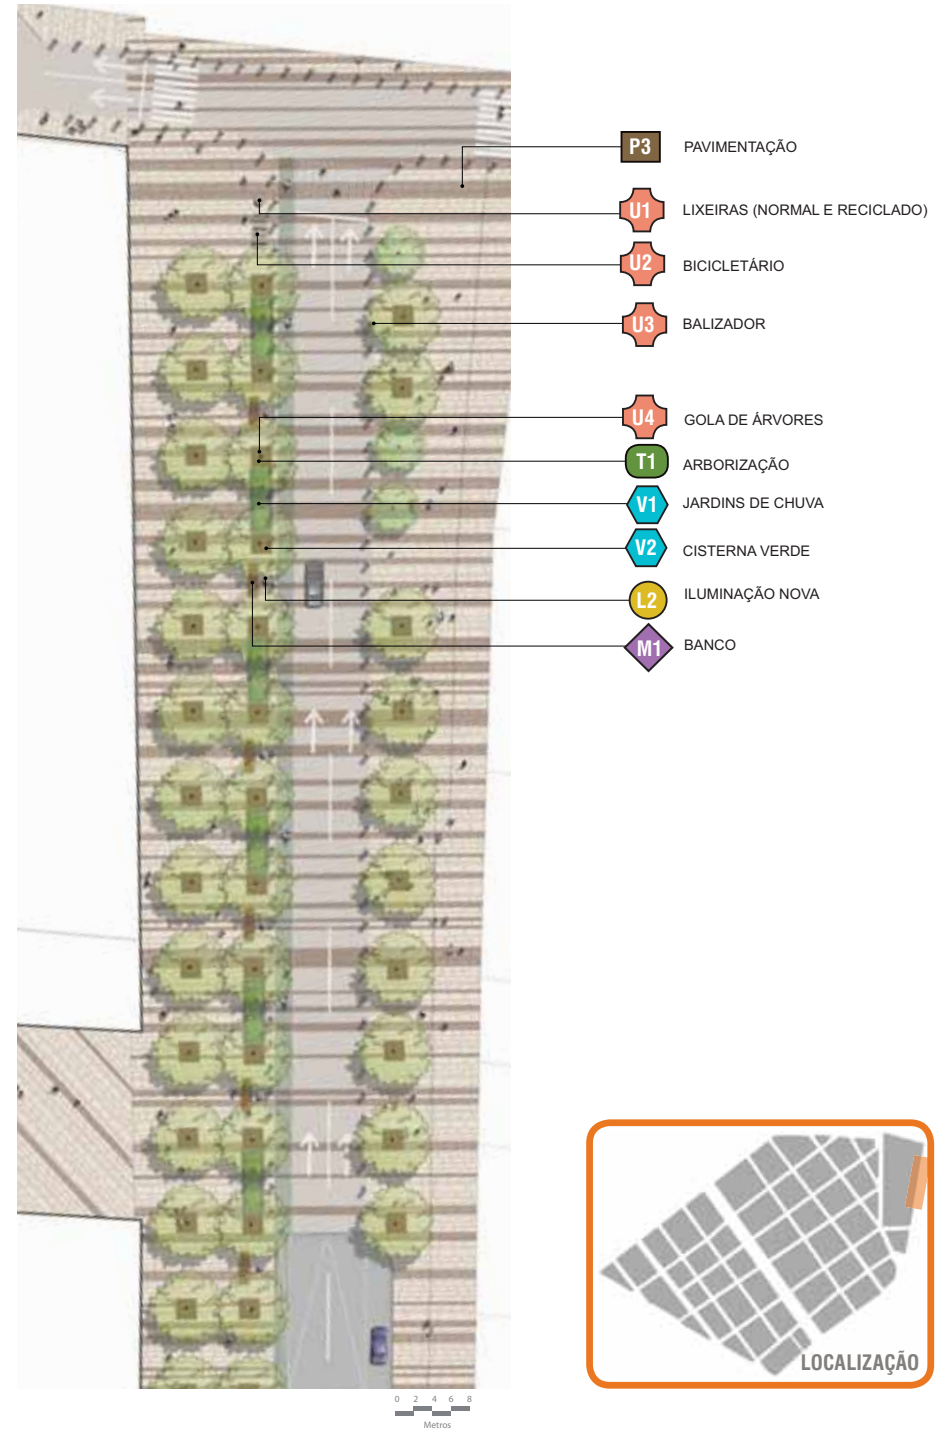 P3 PAVIMENTAÇÃO
U1 LIXEIRAS (NORMAL E RECICLADO)
U2 BICICLETÁRIO
U3 BALIZADOR
U4 GOLA DE ÁRVORES
T1 ARBORIZAÇÃO
V1 JARDINS DE CHUVA
V2 CISTERNA VERDE
L2 ILUMINAÇÃO NOVA
M1 BANCO
LOCALIZAÇÃO
0 2 4 6 8
Metros